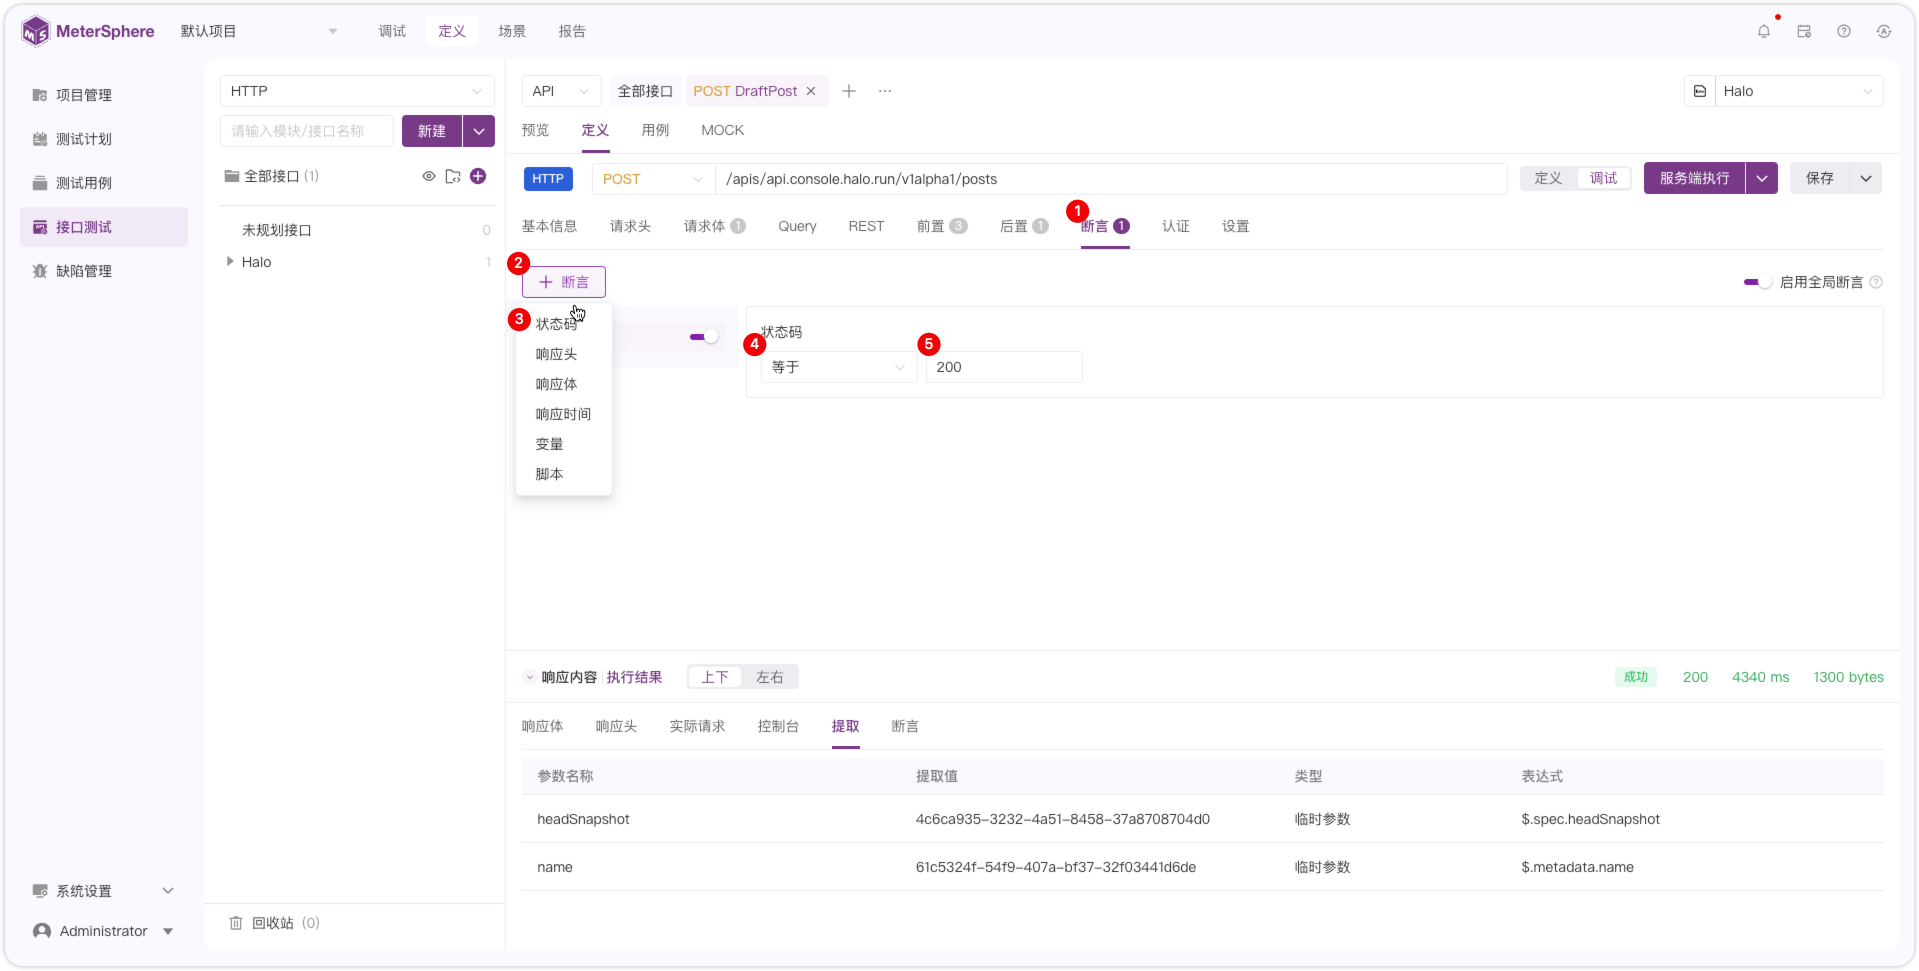 MeterSphere 默认项目 调试 定义 场景 报告
项目管理
测试计划
测试用例
接口测试
缺陷管理
系统设置
Administrator
HTTP
请输入模块/接口名称 新建
全部接口 (1)
未规划接口 0
Halo 1
回收站 (0)
API 全部接口 POST DraftPost Halo
预览 定义 用例 MOCK
HTTP POST /apis/api.console.halo.run/v1alpha1/posts 定义 调试 服务端执行 保存
1
基本信息 请求头 请求体 1 Query REST 前置 3 后置 1 断言 1 认证 设置
2
断言 启用全局断言
3 状态码
响应头
响应体
响应时间
变量
脚本
状态码
4 5
等于 200
响应内容 执行结果 上下 左右 成功 200 4340 ms 1300 bytes
响应体 响应头 实际请求 控制台 提取 断言
参数名称 提取值 类型 表达式
headSnapshot 4c6ca935-3232-4a51-8458-37a8708704d0 临时参数 $.spec.headSnapshot
name 61c5324f-54f9-407a-bf37-32f03441d6de 临时参数 $.metadata.name